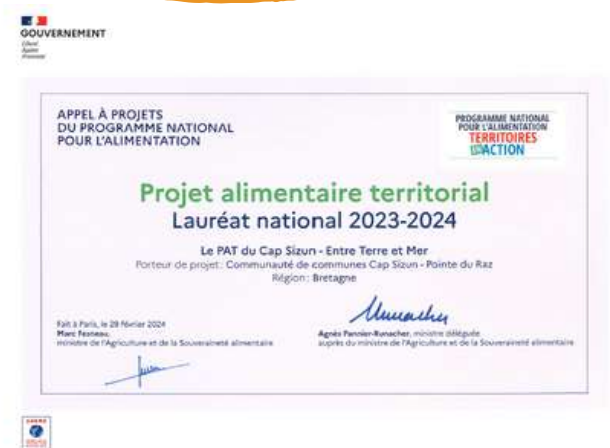 GOUVERNEMENT
Liberté
Égalité
Fraternité
APPEL À PROJETS
DU PROGRAMME NATIONAL
POUR L'ALIMENTATION
PROGRAMME NATIONAL
POUR L'ALIMENTATION
TERRITOIRES
EN ACTION
Projet alimentaire territorial
Lauréat national 2023-2024
Le PAT du Cap Sizun - Entre Terre et Mer
Porteur de projet : Communauté de communes Cap Sizun - Pointe du Raz
Région : Bretagne
Fait à Paris, le 28 février 2024
Marc Fesneau,
ministre de l'Agriculture et de la Souveraineté alimentaire
Agnès Pannier-Runacher, ministre déléguée
auprès du ministre de l'Agriculture et de la Souveraineté alimentaire